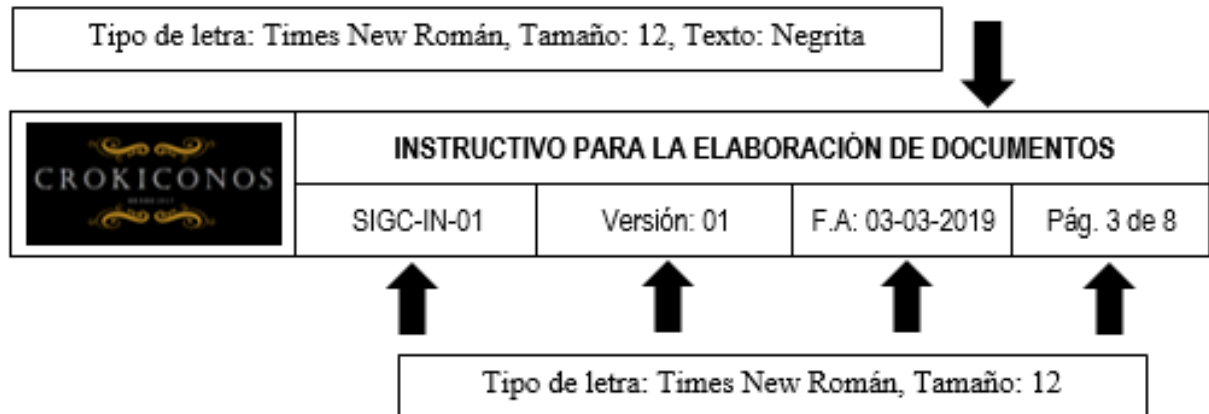 Tipo de letra: Times New Román, Tamaño: 12, Texto: Negrita
INSTRUCTIVO PARA LA ELABORACIÓN DE DOCUMENTOS
CROKICONOS
SIGC-IN-01 Versión: 01 F.A: 03-03-2019 Pág. 3 de 8
Tipo de letra: Times New Román, Tamaño: 12